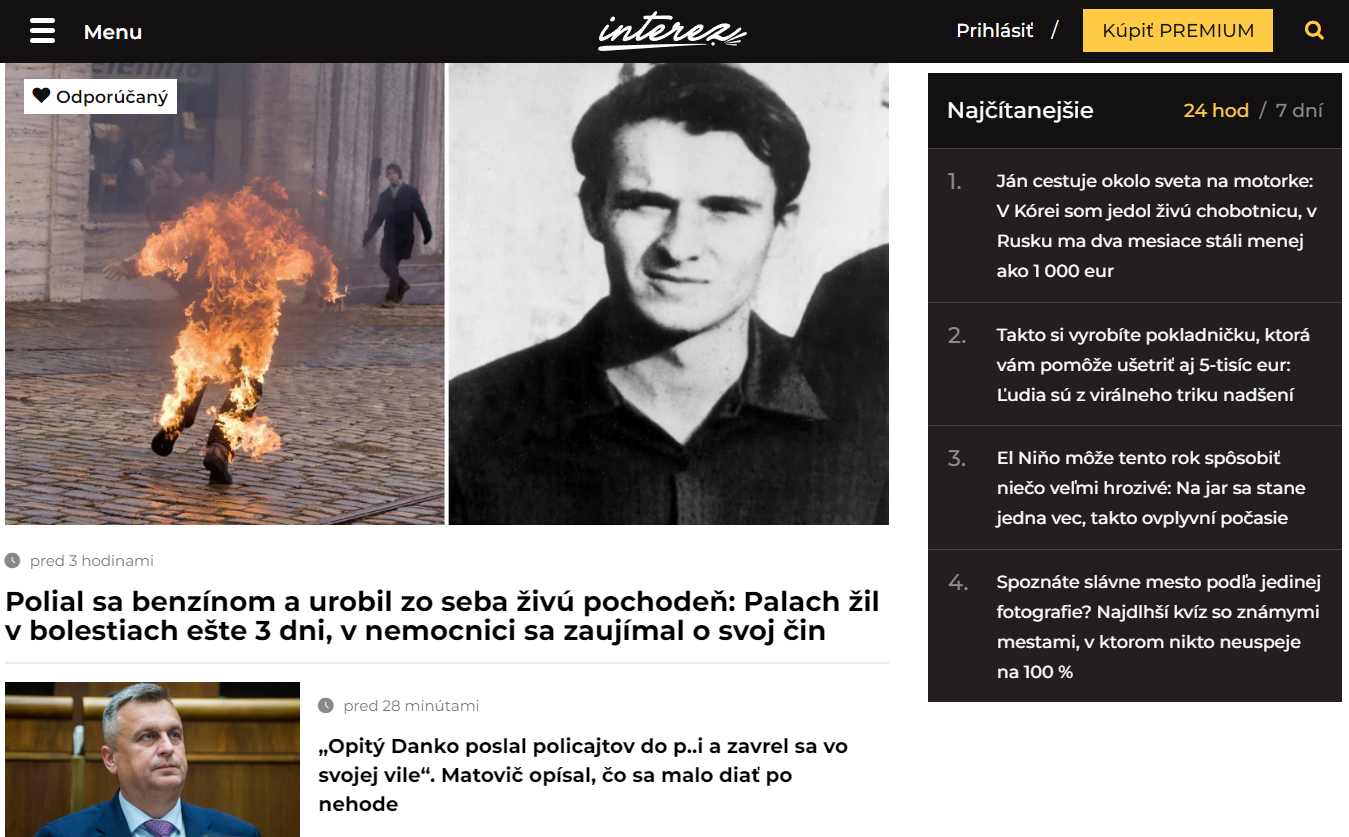 Menu
interez
Prihlásiť /
Kúpiť PREMIUM
Odporúčaný
pred 3 hodinami
Polial sa benzínom a urobil zo seba živú pochodeň: Palach žil
v bolestiach ešte 3 dni, v nemocnici sa zaujímal o svoj čin
pred 28 minútami
„Opitý Danko poslal policajtov do p..i a zavrel sa vo
svojej vile“. Matovič opísal, čo sa malo diať po
nehode
Najčítanejšie
24 hod / 7 dní
1.
Ján cestuje okolo sveta na motorke:
V Kórei som jedol živú chobotnicu, v
Rusku ma dva mesiace stáli menej
ako 1 000 eur
2.
Takto si vyrobíte pokladničku, ktorá
vám pomôže ušetriť aj 5-tisíc eur:
Ľudia sú z virálneho triku nadšení
3.
El Niňo môže tento rok spôsobiť
niečo veľmi hrozivé: Na jar sa stane
jedna vec, takto ovplyvní počasie
4.
Spoznáte slávne mesto podľa jedinej
fotografie? Najdlhší kvíz so známymi
mestami, v ktorom nikto neuspeje
na 100 %